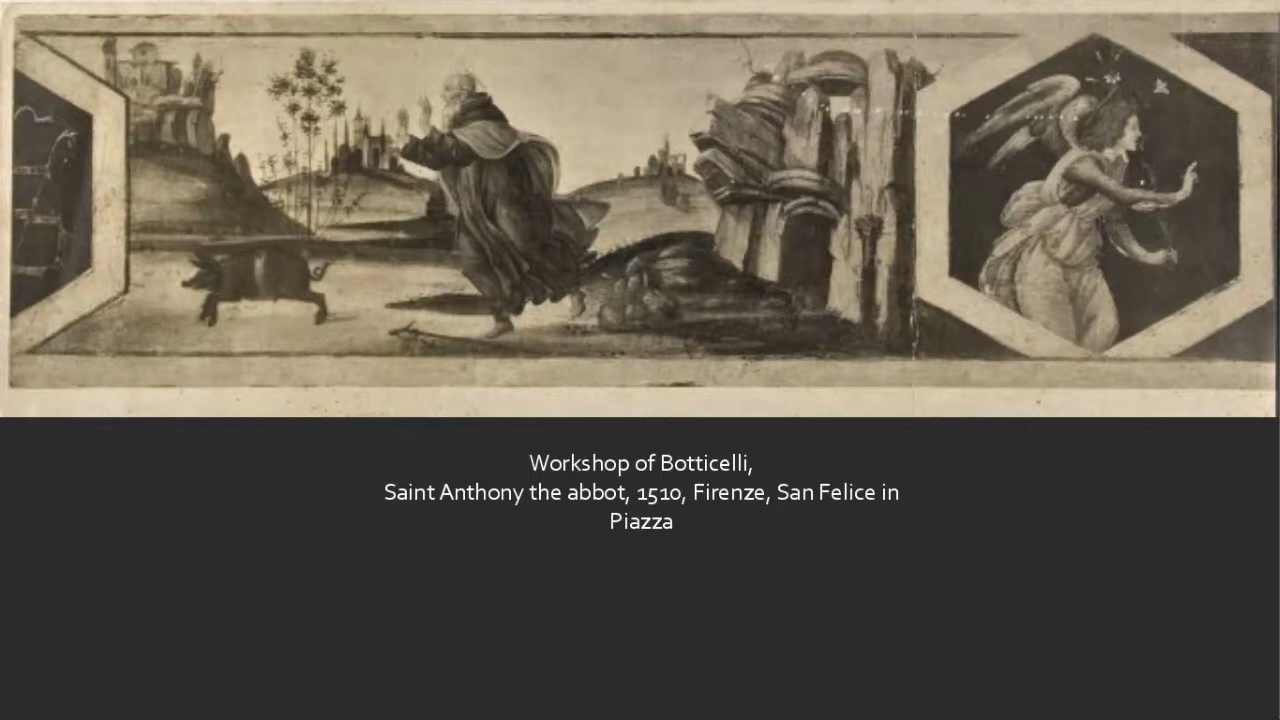 Workshop of Botticelli,
Saint Anthony the abbot, 1510, Firenze, San Felice in
Piazza